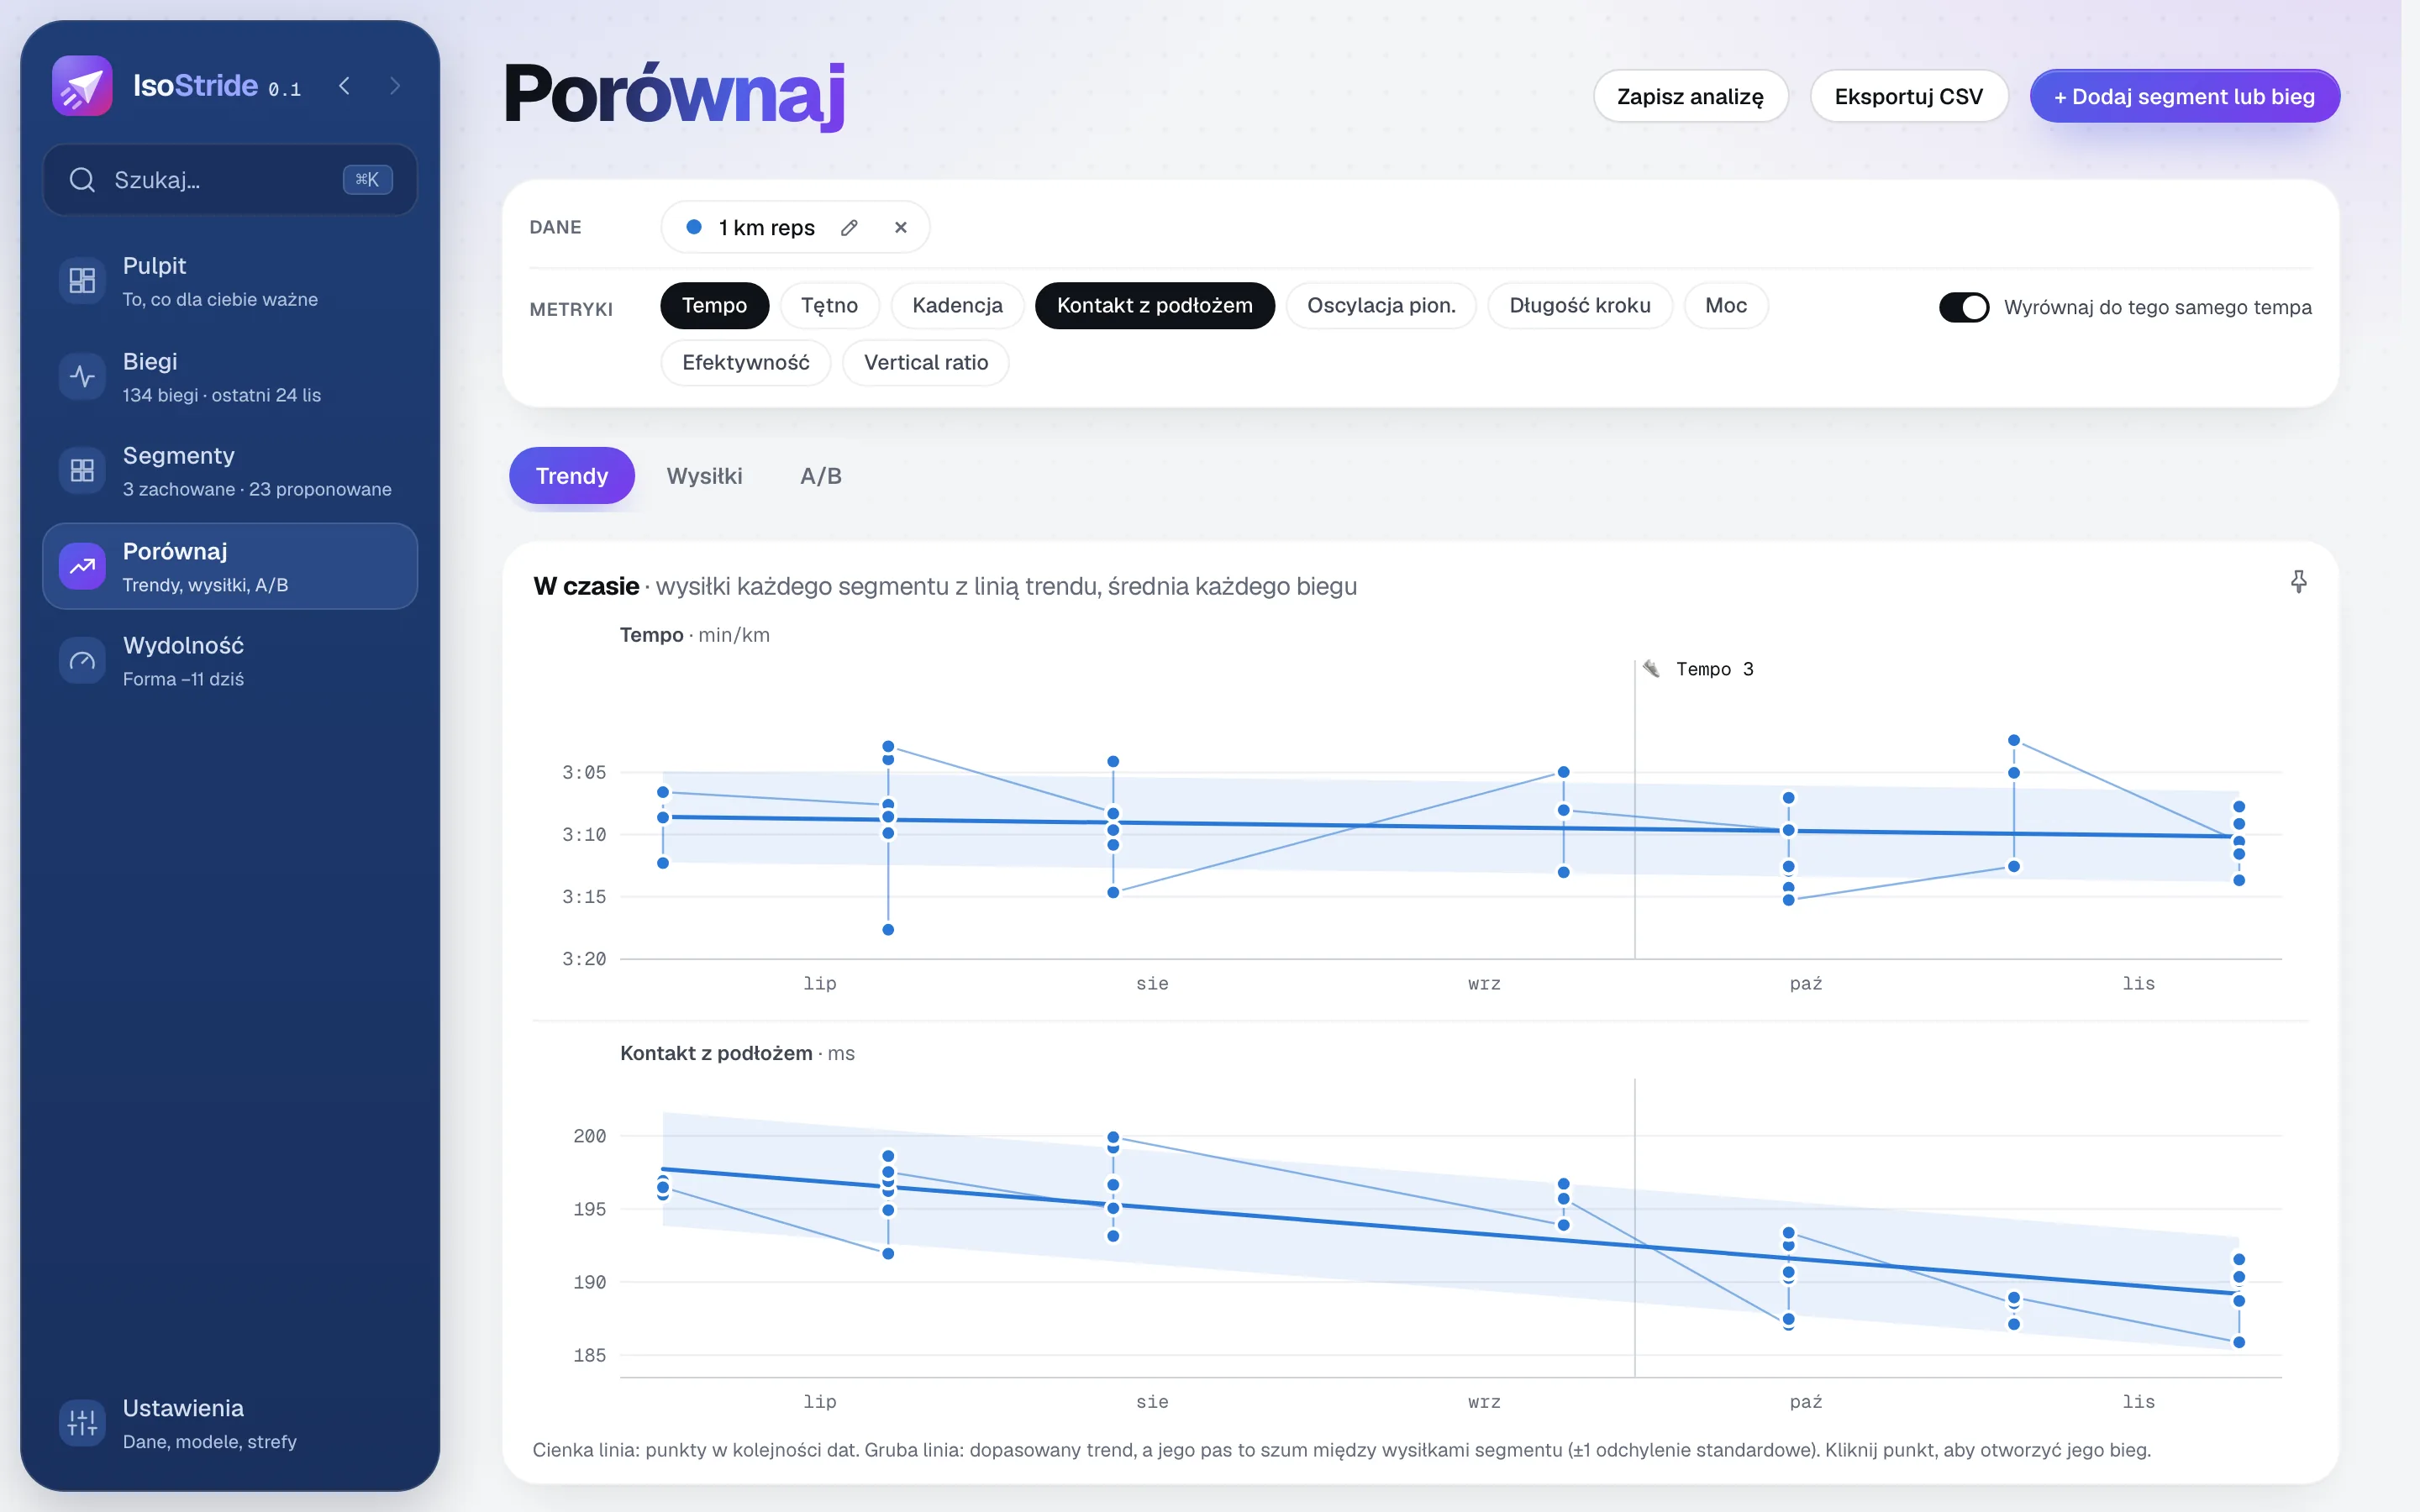 IsoStride 0.1
Szukaj...
⌘K
Pulpit
To, co dla ciebie ważne
Biegi
134 biegi · ostatni 24 lis
Segmenty
3 zachowane · 23 proponowane
Porównaj
Trendy, wysiłki, A/B
Wydolność
Forma −11 dziś
Ustawienia
Dane, modele, strefy
Porównaj
Zapisz analizę
Eksportuj CSV
+ Dodaj segment lub bieg
DANE
1 km reps
METRYKI
Tempo
Tętno
Kadencja
Kontakt z podłożem
Oscylacja pion.
Długość kroku
Moc
Efektywność
Vertical ratio
Wyrównaj do tego samego tempa
Trendy
Wysiłki
A/B
W czasie · wysiłki każdego segmentu z linią trendu, średnia każdego biegu
Tempo · min/km
Tempo 3
3:05
3:10
3:15
3:20
lip
sie
wrz
paź
lis
Kontakt z podłożem · ms
200
195
190
185
lip
sie
wrz
paź
lis
Cienka linia: punkty w kolejności dat. Gruba linia: dopasowany trend, a jego pas to szum między wysiłkami segmentu (±1 odchylenie standardowe). Kliknij punkt, aby otworzyć jego bieg.